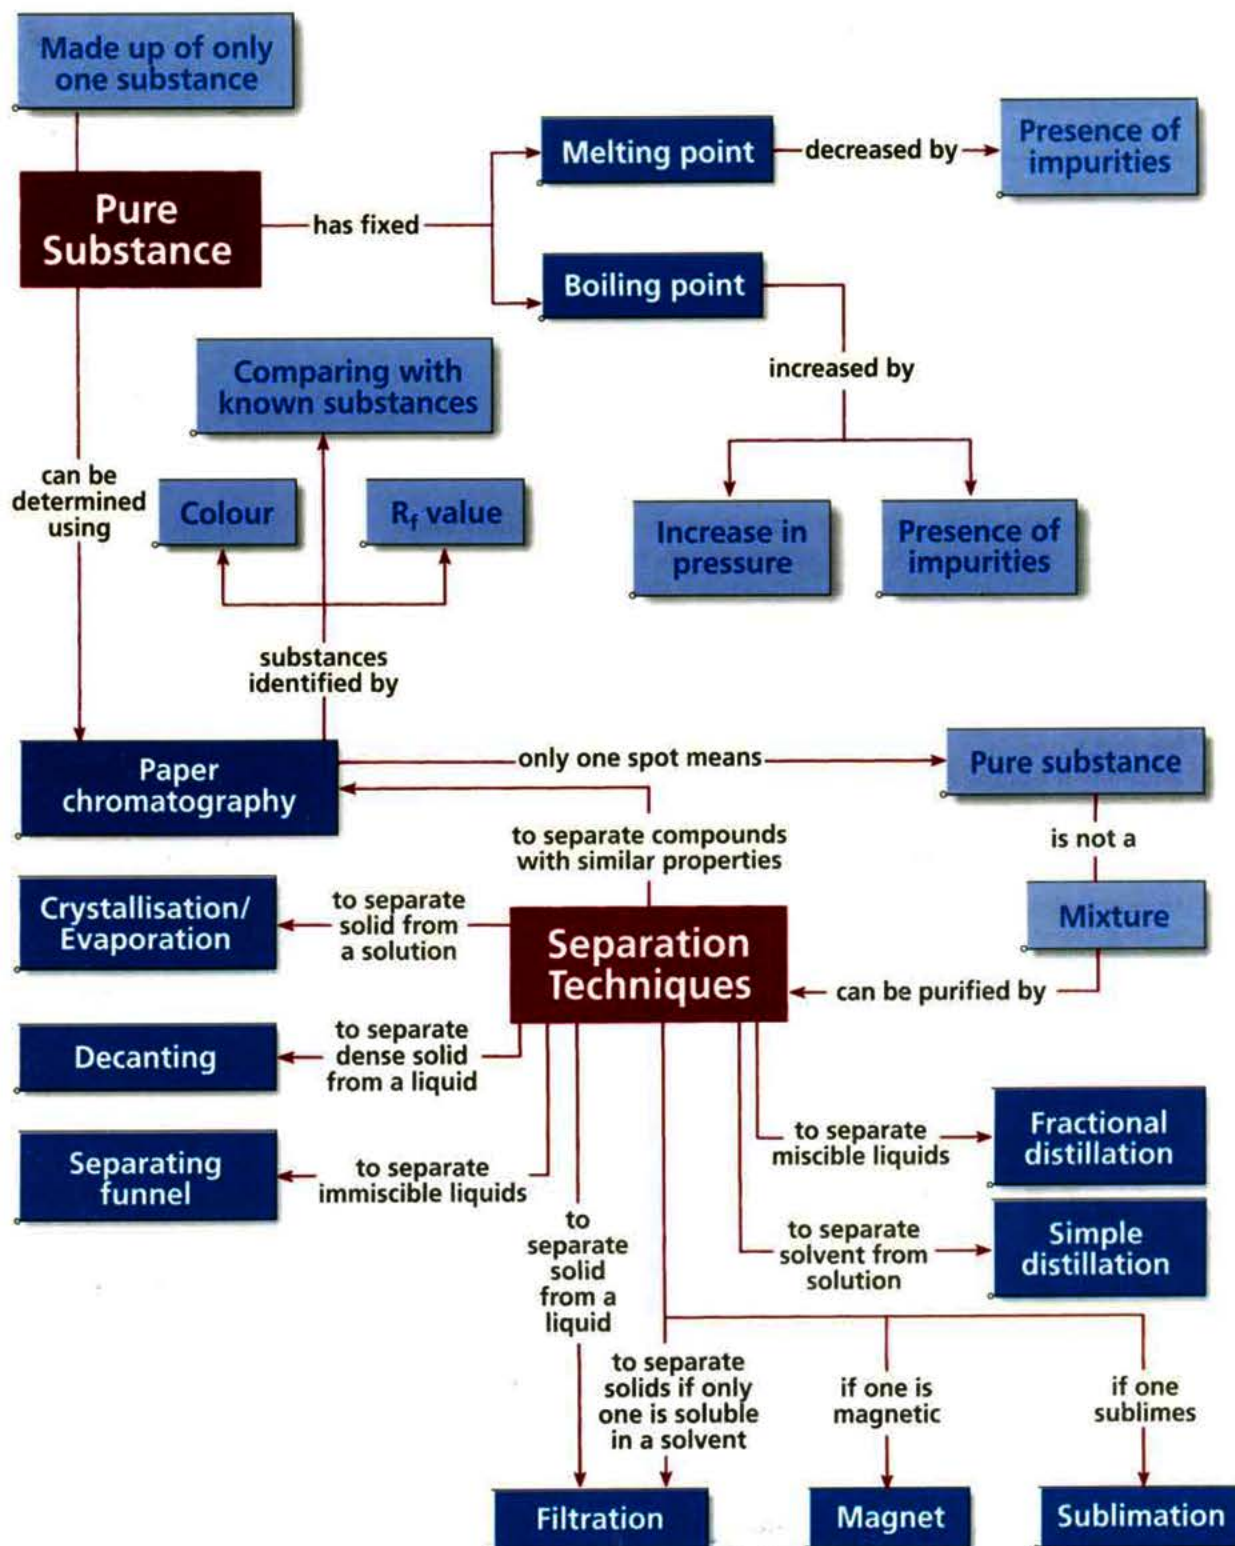 Made up of only
one substance
Pure
Substance
has fixed
Melting point
decreased by
Presence of
impurities
Boiling point
increased by
Increase in
pressure
Presence of
impurities
Comparing with
known substances
Colour
Rf value
can be
determined
using
substances
identified by
Paper
chromatography
only one spot means
Pure substance
is not a
Mixture
can be purified by
to separate compounds
with similar properties
Separation
Techniques
to separate
solid from
a solution
Crystallisation/
Evaporation
to separate
dense solid
from a liquid
Decanting
to separate
immiscible liquids
Separating
funnel
to separate
miscible liquids
Fractional
distillation
to separate
solvent from
solution
Simple
distillation
to
separate
solid
from a
liquid
to separate
solids if only
one is soluble
in a solvent
if one is
magnetic
if one
sublimes
Filtration
Magnet
Sublimation